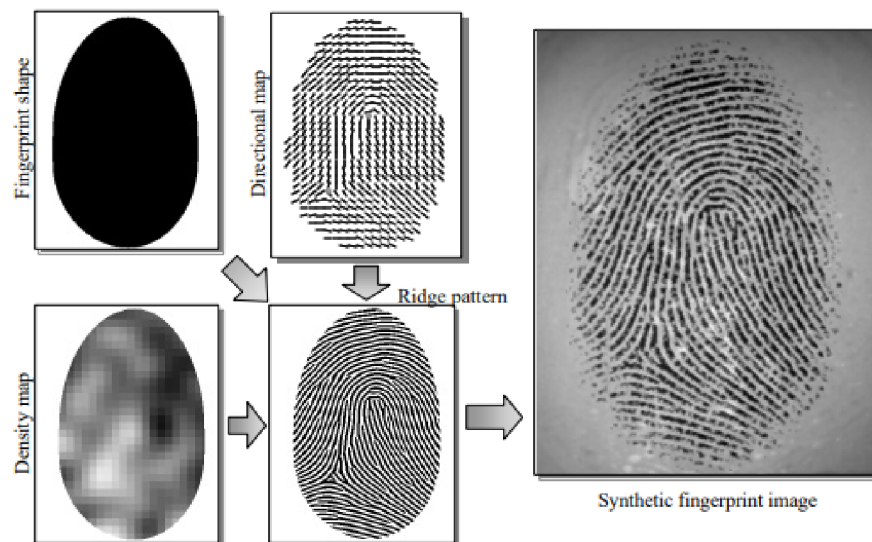 Fingerprint shape
Directional map
Ridge pattern
Density map
Synthetic fingerprint image